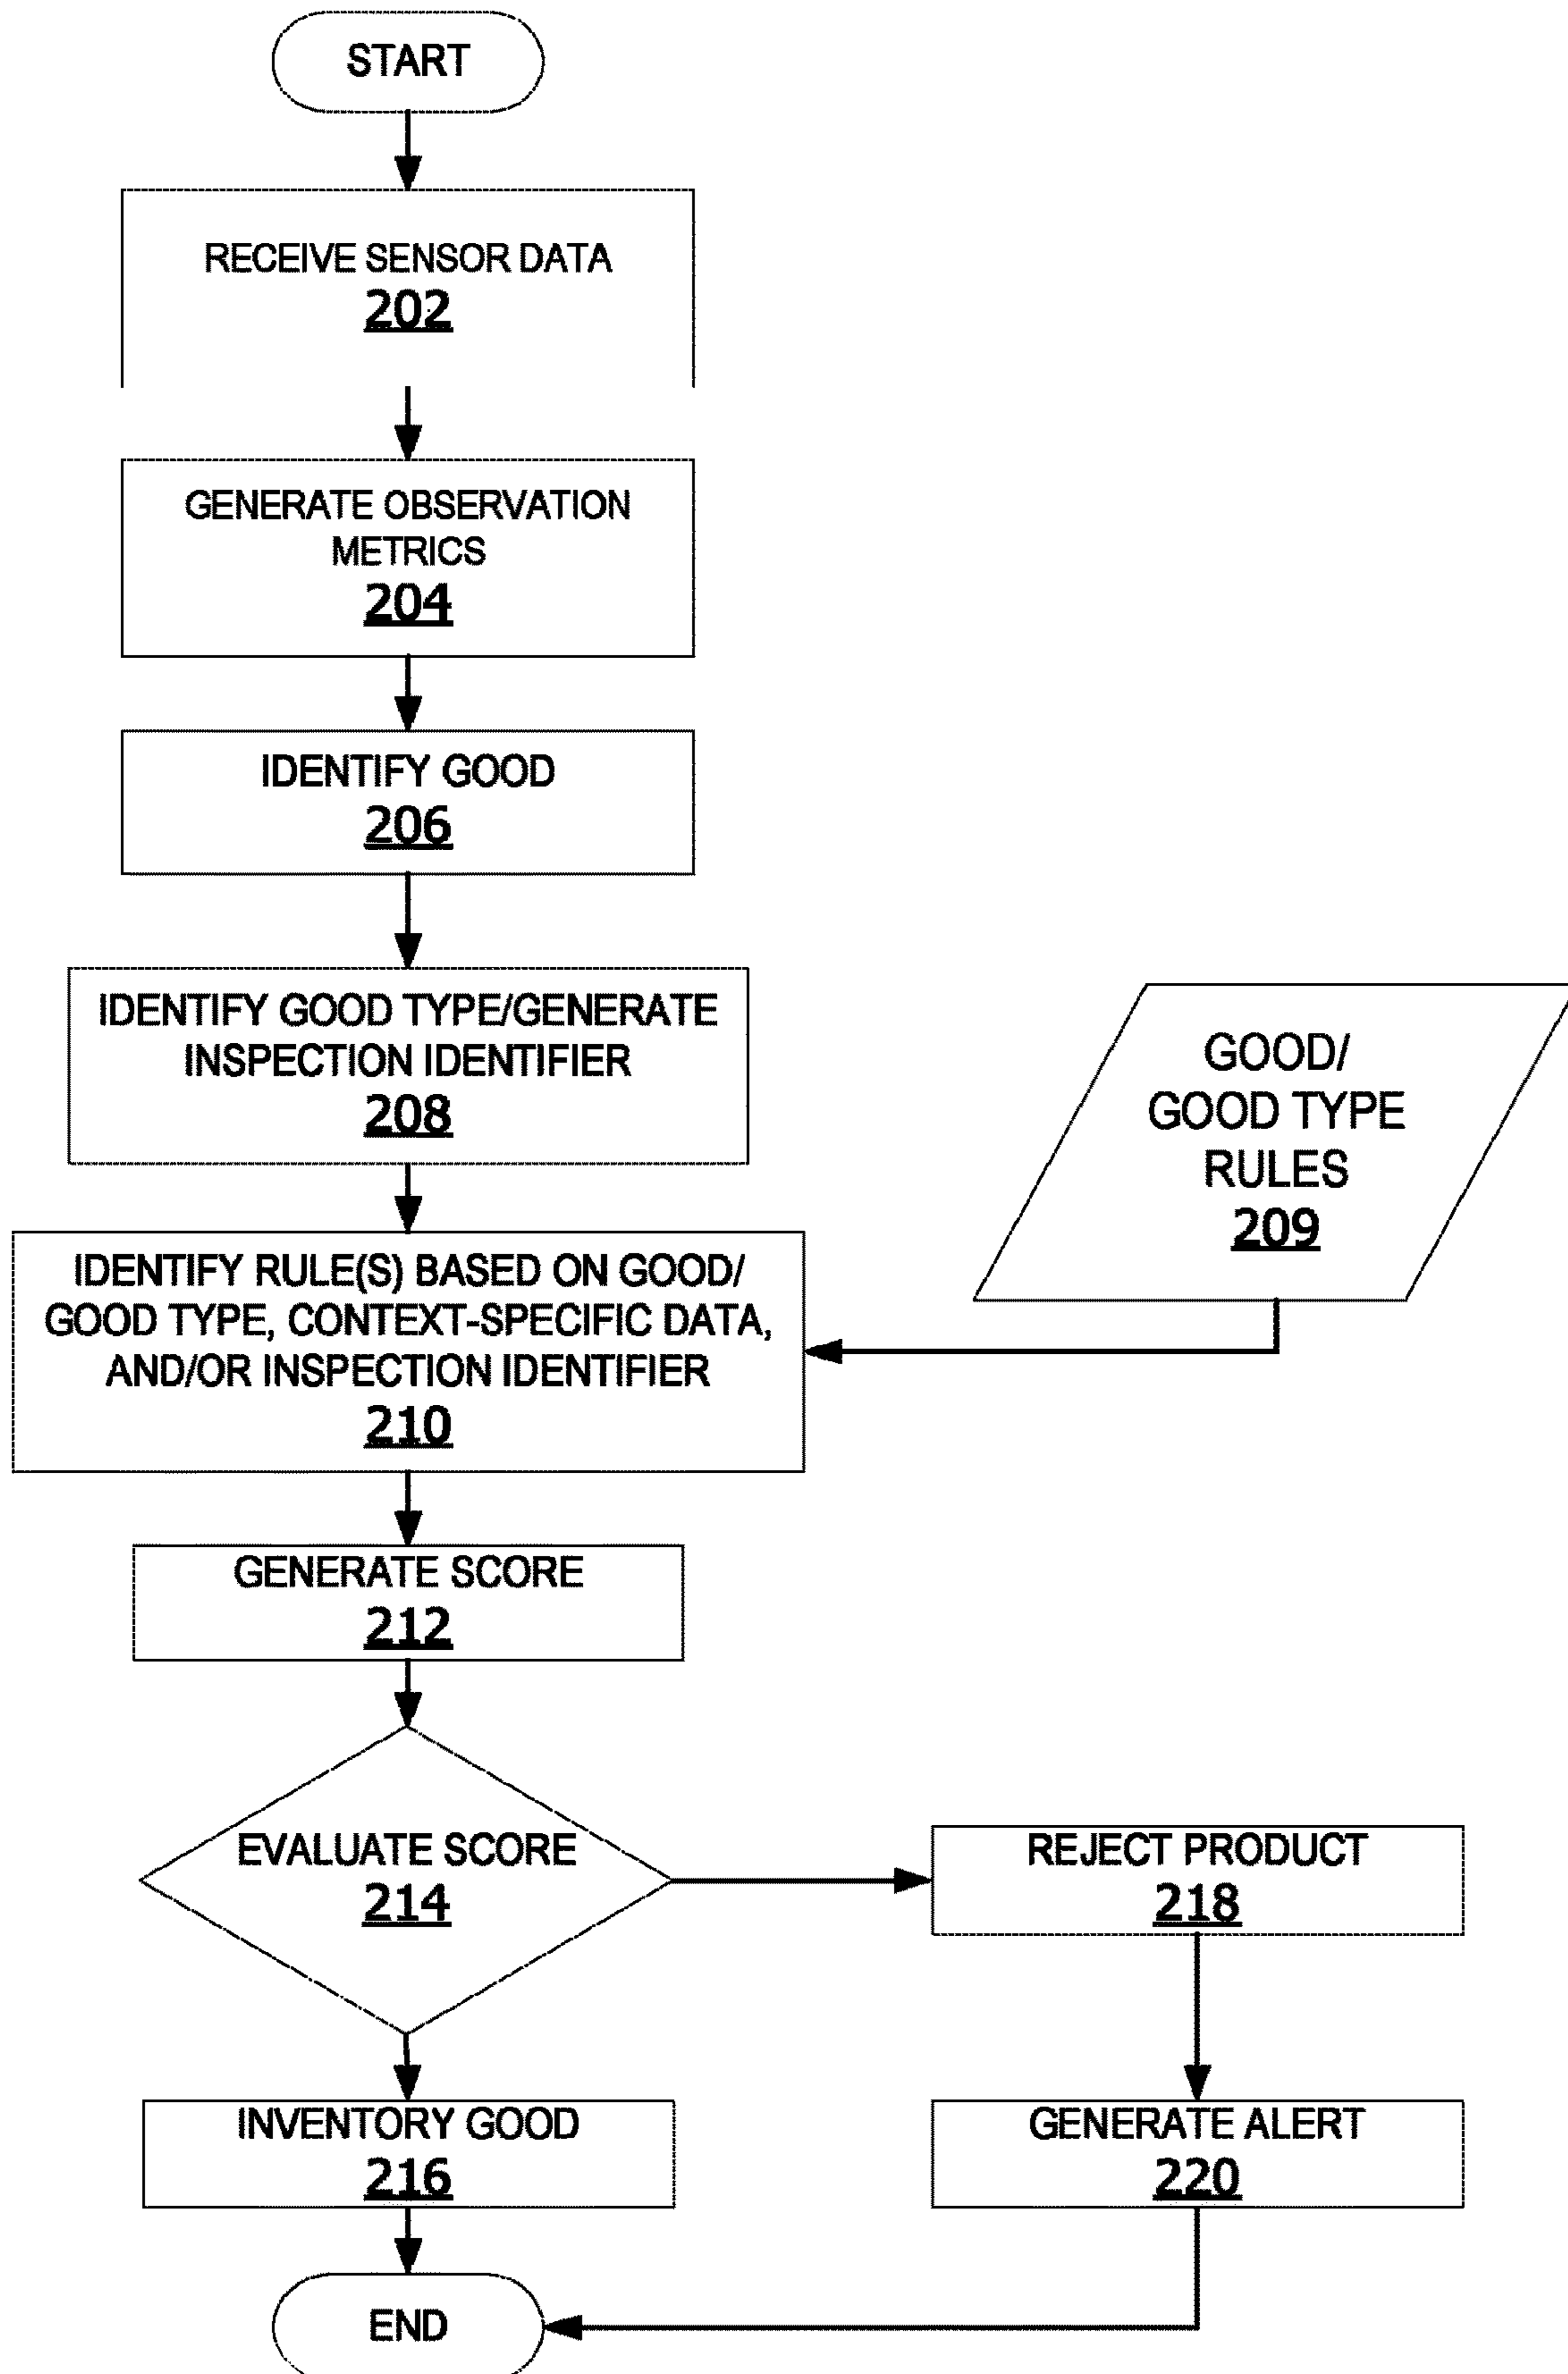 START
RECEIVE SENSOR DATA
202
GENERATE OBSERVATION
METRICS
204
IDENTIFY GOOD
206
IDENTIFY GOOD TYPE/GENERATE
INSPECTION IDENTIFIER
208
GOOD/
GOOD TYPE
RULES
209
IDENTIFY RULE(S) BASED ON GOOD/
GOOD TYPE, CONTEXT-SPECIFIC DATA,
AND/OR INSPECTION IDENTIFIER
210
GENERATE SCORE
212
EVALUATE SCORE
214
REJECT PRODUCT
218
INVENTORY GOOD
216
GENERATE ALERT
220
END